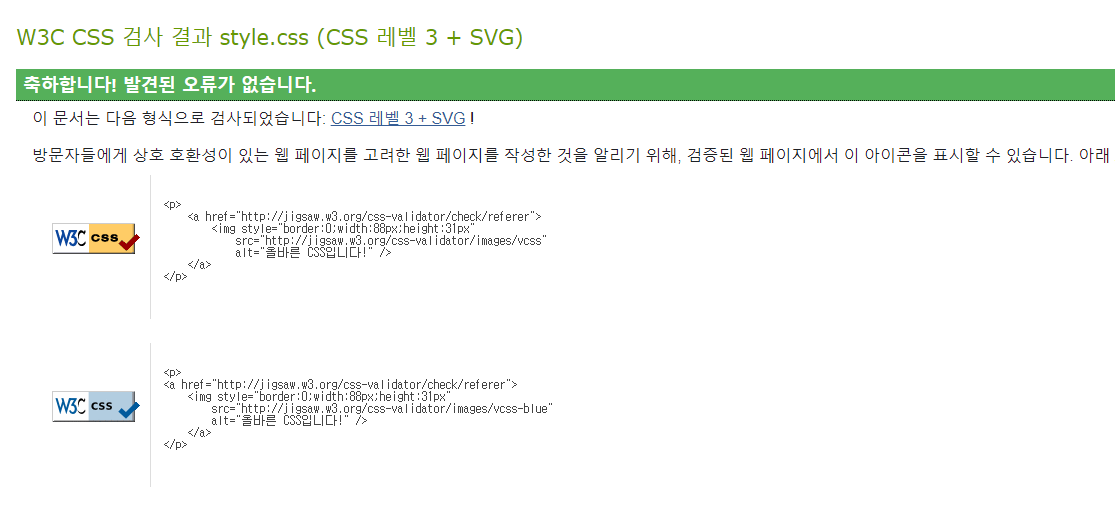 W3C CSS 검사 결과 style.css (CSS 레벨 3 + SVG)
축하합니다! 발견된 오류가 없습니다.
이 문서는 다음 형식으로 검사되었습니다: CSS 레벨 3 + SVG !
방문자들에게 상호 호환성이 있는 웹 페이지를 고려한 웹 페이지를 작성한 것을 알리기 위해, 검증된 웹 페이지에서 이 아이콘을 표시할 수 있습니다. 아래
W3C css
<p>
<a href="http://jigsaw.w3.org/css-validator/check/referer">
<img style="border:0;width:88px;height:31px"
src="http://jigsaw.w3.org/css-validator/images/vcss"
alt="올바른 CSS입니다!" />
</a>
</p>
W3C css
<p>
<a href="http://jigsaw.w3.org/css-validator/check/referer">
<img style="border:0;width:88px;height:31px"
src="http://jigsaw.w3.org/css-validator/images/vcss-blue"
alt="올바른 CSS입니다!" />
</a>
</p>